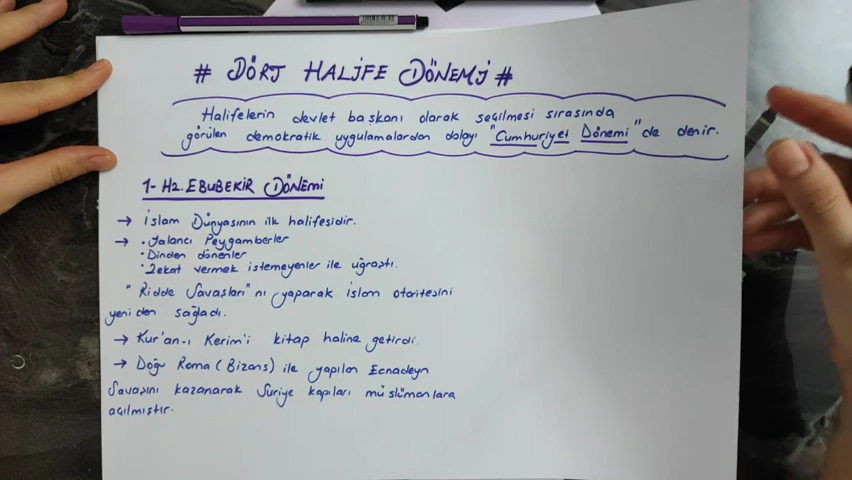 # DÖRT HALİFE DÖNEMİ #
Halifelerin devlet başkanı olarak seçilmesi sırasında
görülen demokratik uygulamalardan dolayı "Cumhuriyet Dönemi" de denir.
1- Hz. EBUBEKİR DÖNEMİ
→ İslam Dünyasının ilk halifesidir.
→ • Yalancı Peygamberler
• Dinden dönenler
• Zekat vermek istemeyenler ile uğraştı.
"Ridde Savaşları"nı yaparak İslam otoritesini
yeniden sağladı.
→ Kur'an-ı Kerim'i kitap haline getirdi.
→ Doğu Roma (Bizans) ile yapılan Ecnadeyn
Savaşını kazanarak Suriye kapıları müslümanlara
açılmıştır.